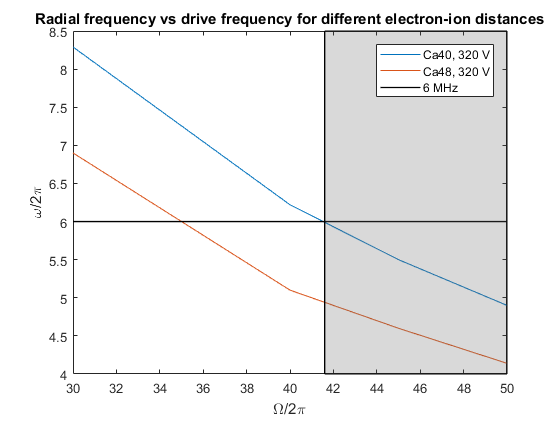 Radial frequency vs drive frequency for different electron-ion distances
8.5
8
7.5
7
6.5
6
5.5
5
4.5
4
ω/2π
Ca40, 320 V
Ca48, 320 V
6 MHz
30 32 34 36 38 40 42 44 46 48 50
Ω/2π